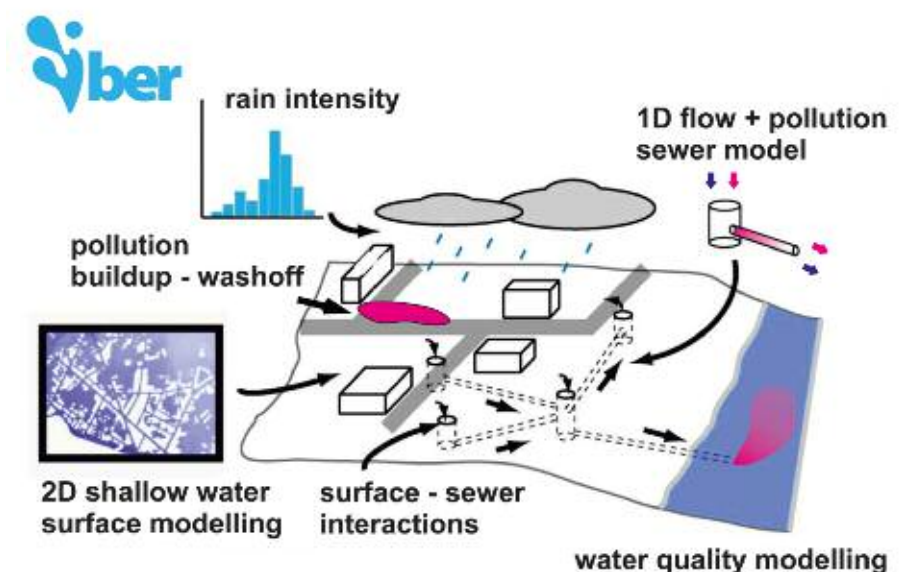 iber
rain intensity
1D flow + pollution
sewer model
pollution
buildup - washoff
2D shallow water
surface modelling
surface - sewer
interactions
water quality modelling